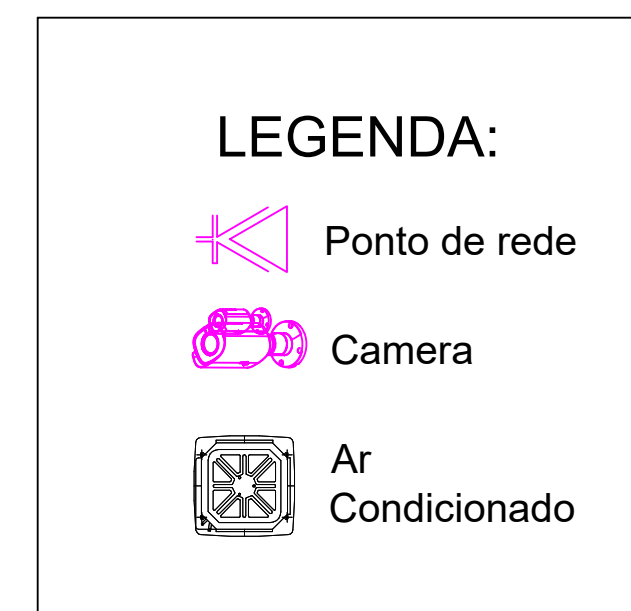 LEGENDA:
Ponto de rede
Camera
Ar
Condicionado